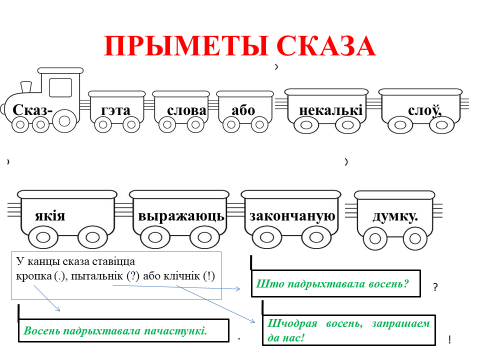 ПРЫМЕТЫ СКАЗА
Сказ- гэта слова або некалькі слоў,
якія выражаюць закончаную думку.
У канцы сказа ставіцца
кропка (.), пытальнік (?) або клічнік (!)
Што падрыхтавала восень? ?
Восень падрыхтавала пачастункі. .
Шчодрая восень, запрашаем
да нас! !